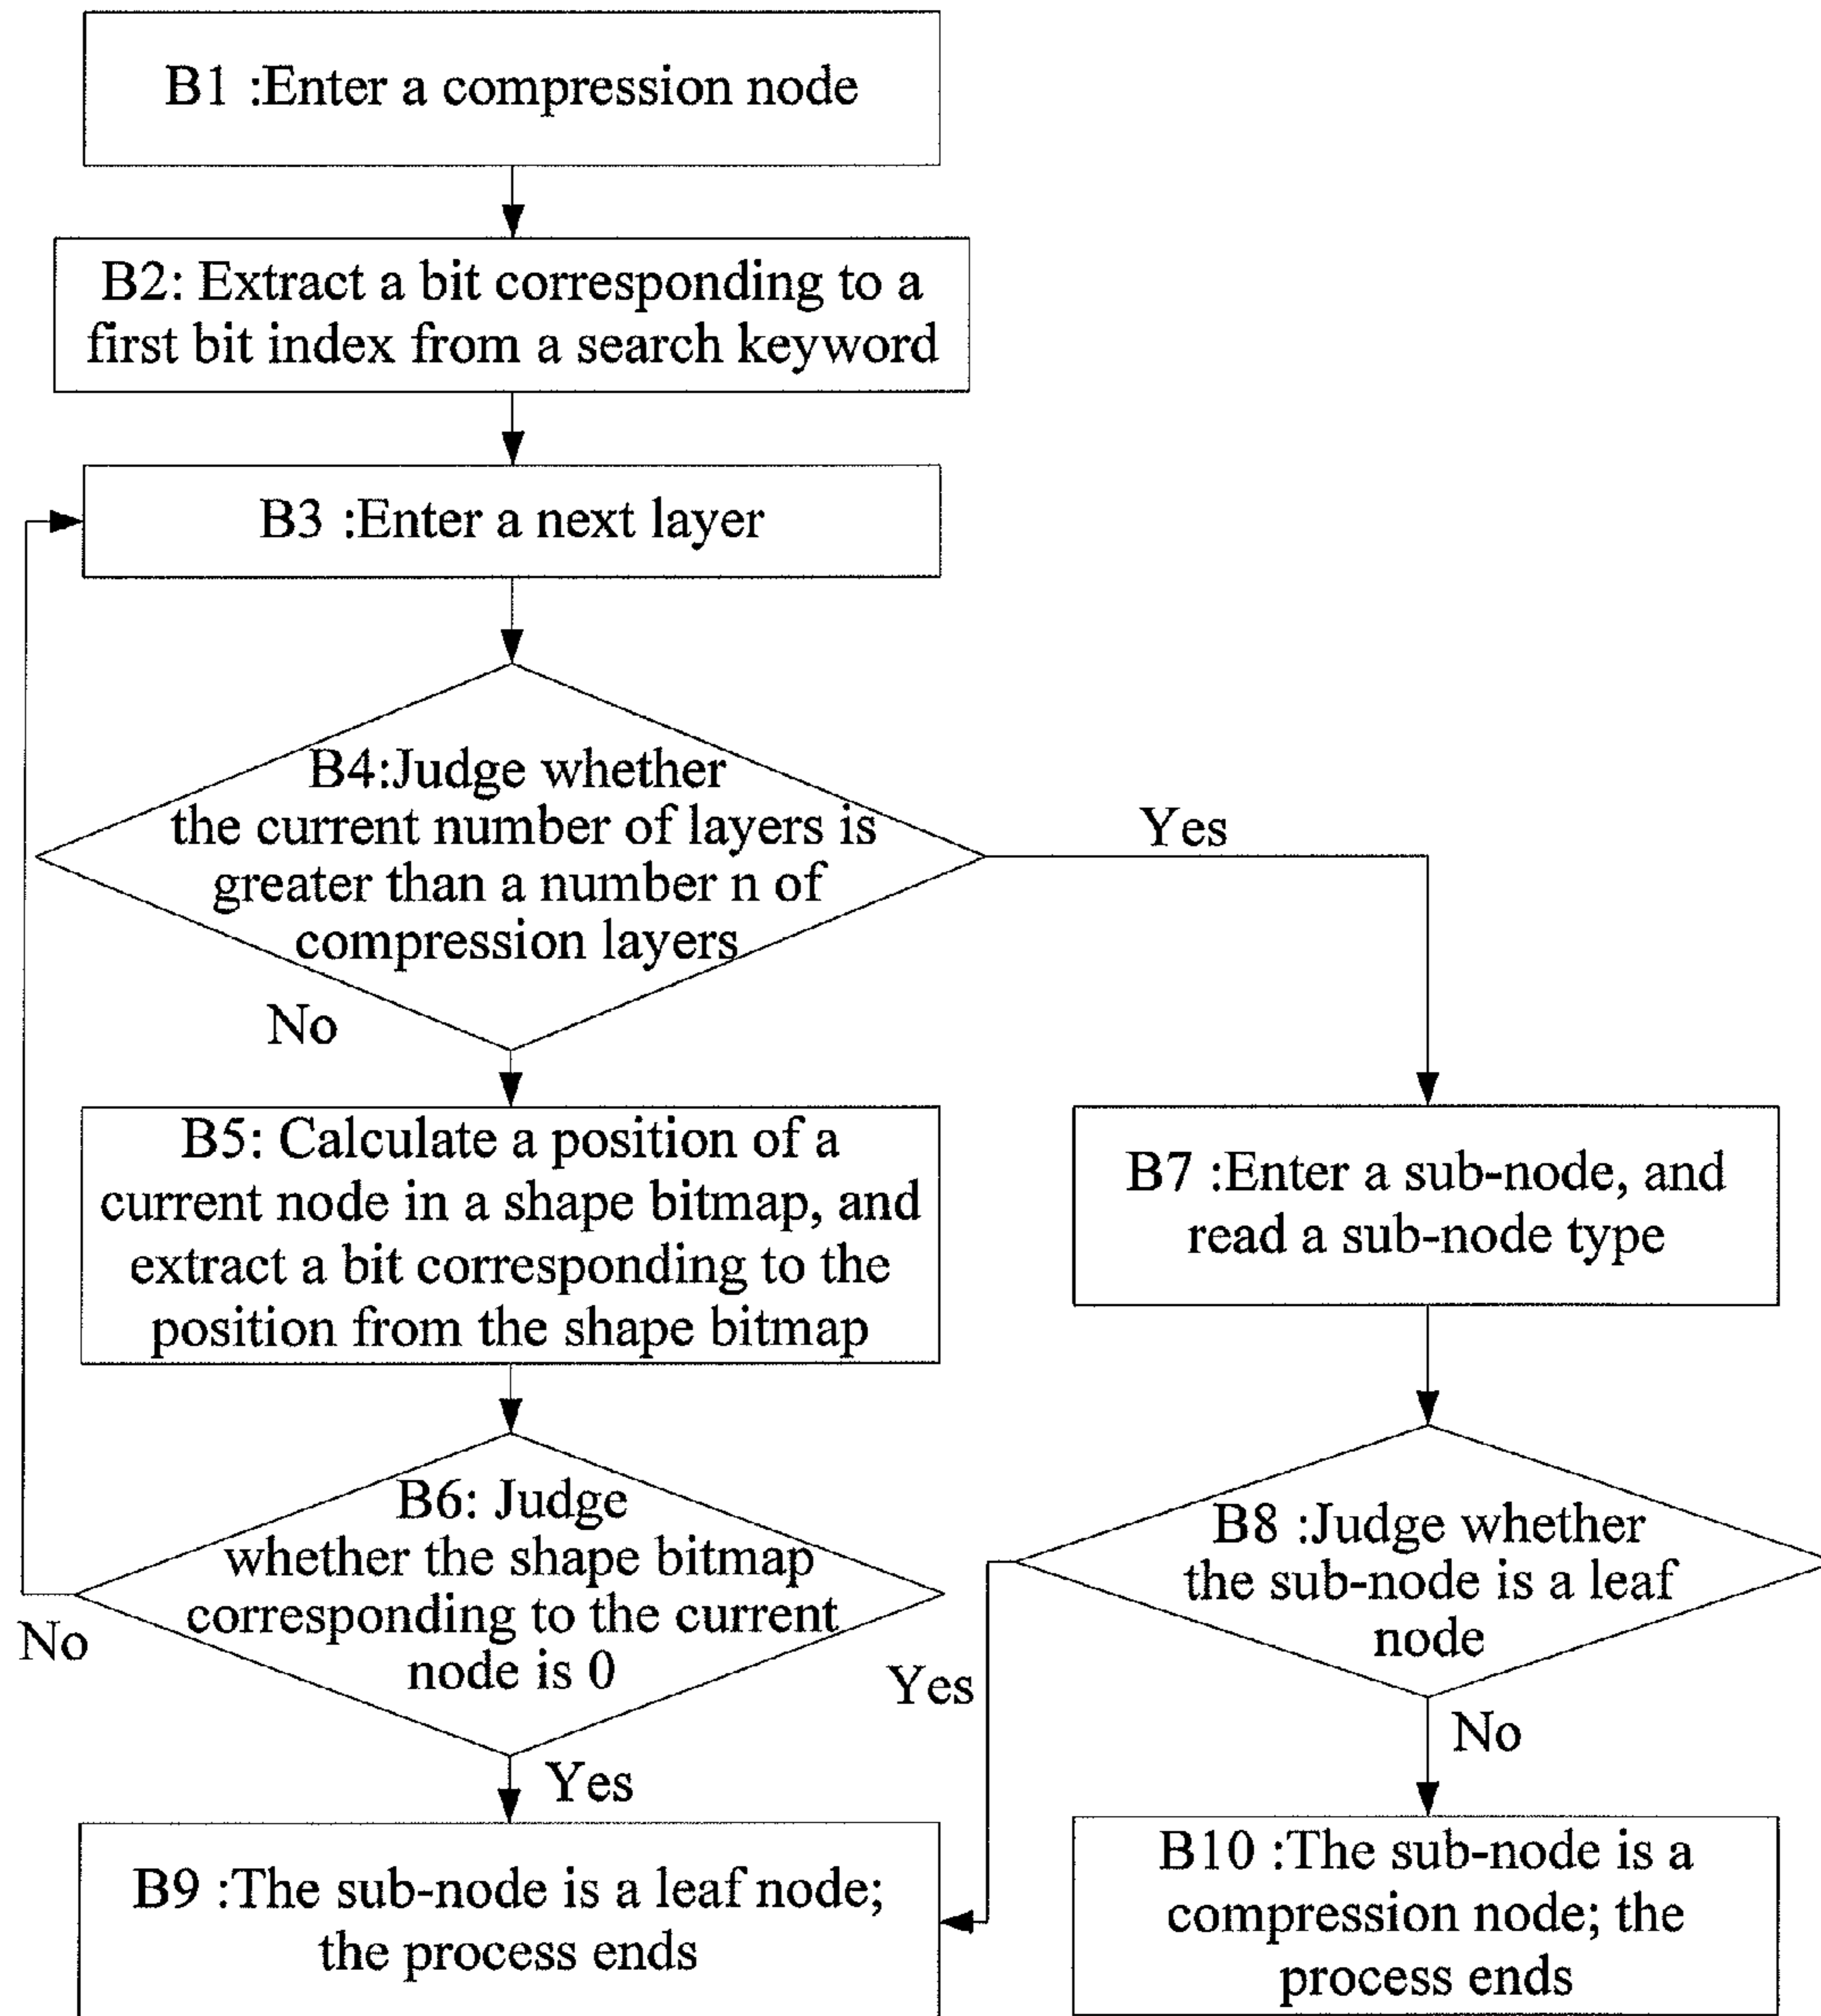 B1 :Enter a compression node
B2: Extract a bit corresponding to a
first bit index from a search keyword
B3 :Enter a next layer
B4:Judge whether
the current number of layers is
greater than a number n of
compression layers
Yes
No
B5: Calculate a position of a
current node in a shape bitmap, and
extract a bit corresponding to the
position from the shape bitmap
B7 :Enter a sub-node, and
read a sub-node type
B6: Judge
whether the shape bitmap
corresponding to the current
node is 0
No
Yes
B8 :Judge whether
the sub-node is a leaf
node
Yes
No
B9 :The sub-node is a leaf node;
the process ends
B10 :The sub-node is a
compression node; the
process ends